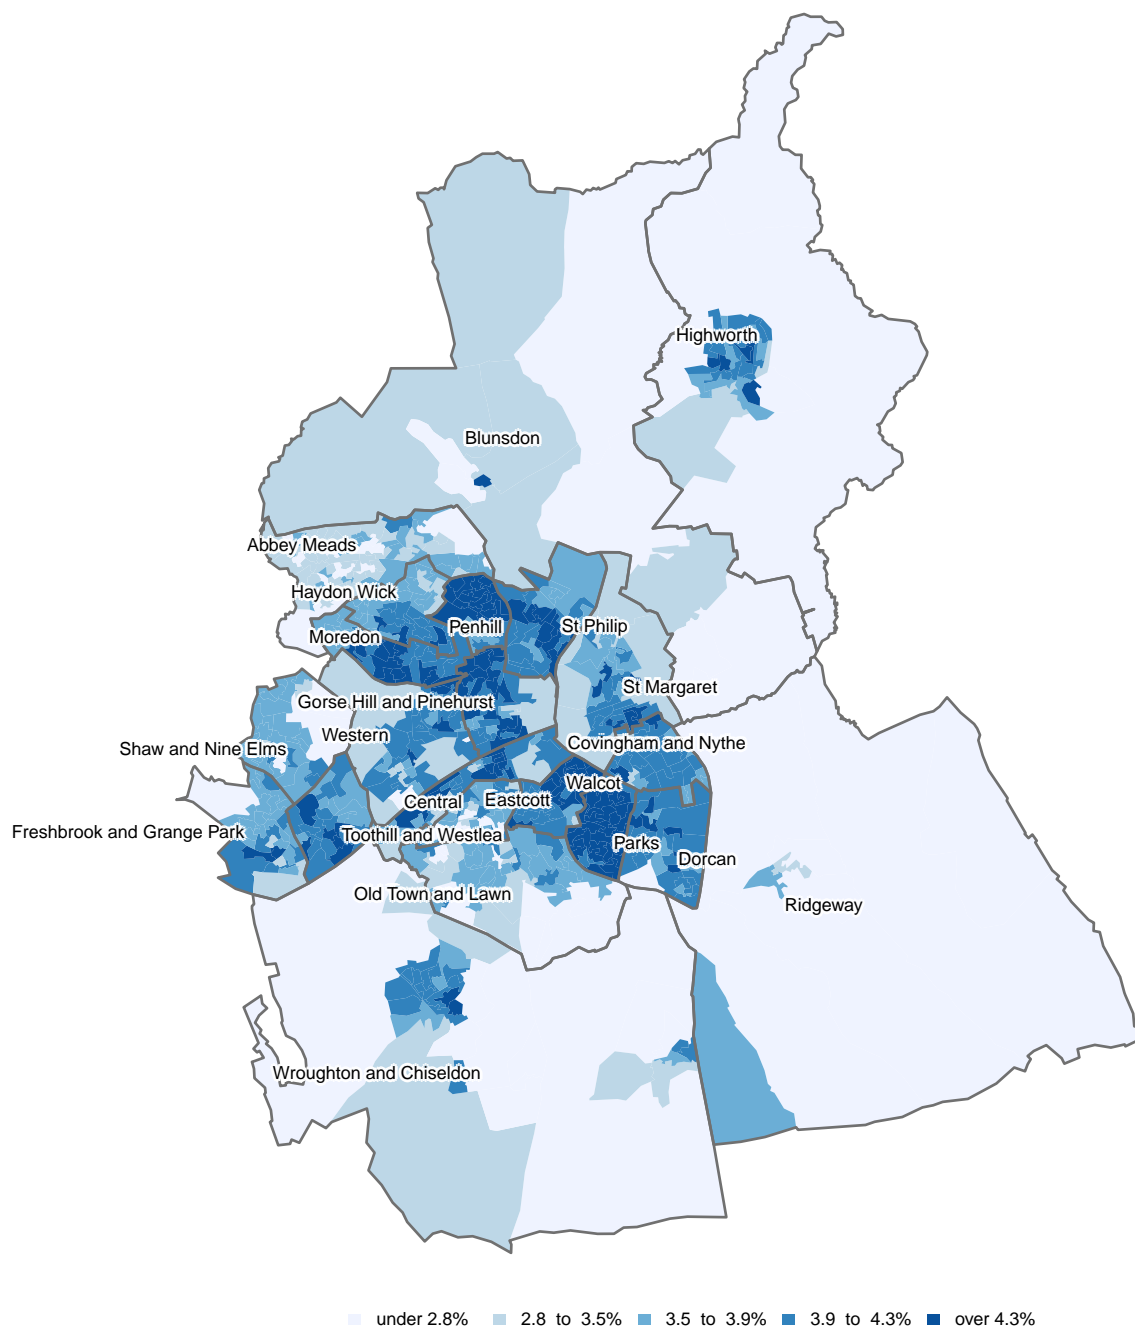 Highworth
Blunsdon
Abbey Meads
Haydon Wick
Penhill
St Philip
Moredon
St Margaret
Gorse Hill and Pinehurst
Western
Covingham and Nythe
Shaw and Nine Elms
Walcot
Central
Eastcott
Freshbrook and Grange Park
Toothill and Westlea
Parks
Dorcan
Old Town and Lawn
Ridgeway
Wroughton and Chiseldon
under 2.8% 2.8 to 3.5% 3.5 to 3.9% 3.9 to 4.3% over 4.3%